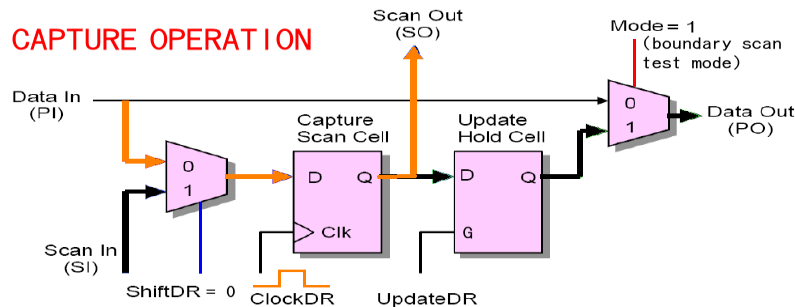 Scan Out
(SO)
CAPTURE OPERATION
Mode = 1
(boundary scan
test mode)
Data In
(PI)
0
1
Data Out
(PO)
Capture
Scan Cell
Update
Hold Cell
0
1
D
Q
D
Q
Clk
G
Scan In
(SI)
ShiftDR = 0
ClockDR
UpdateDR